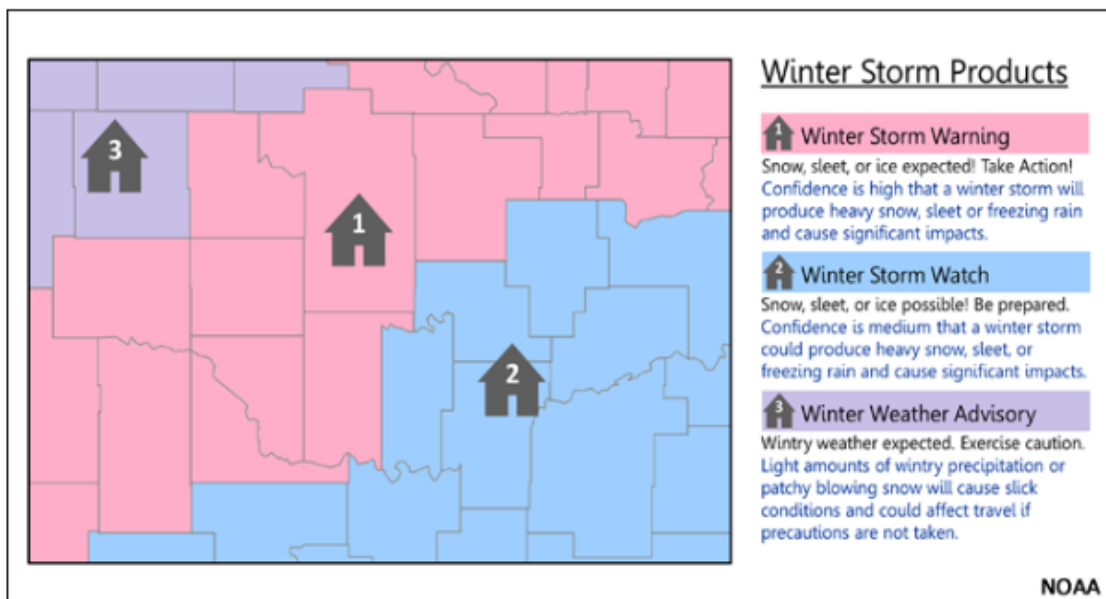 Winter Storm Products
3
1
2
1 Winter Storm Warning
Snow, sleet, or ice expected! Take Action!
Confidence is high that a winter storm will
produce heavy snow, sleet or freezing rain
and cause significant impacts.
2 Winter Storm Watch
Snow, sleet, or ice possible! Be prepared.
Confidence is medium that a winter storm
could produce heavy snow, sleet, or
freezing rain and cause significant impacts.
3 Winter Weather Advisory
Wintry weather expected. Exercise caution.
Light amounts of wintry precipitation or
patchy blowing snow will cause slick
conditions and could affect travel if
precautions are not taken.
NOAA